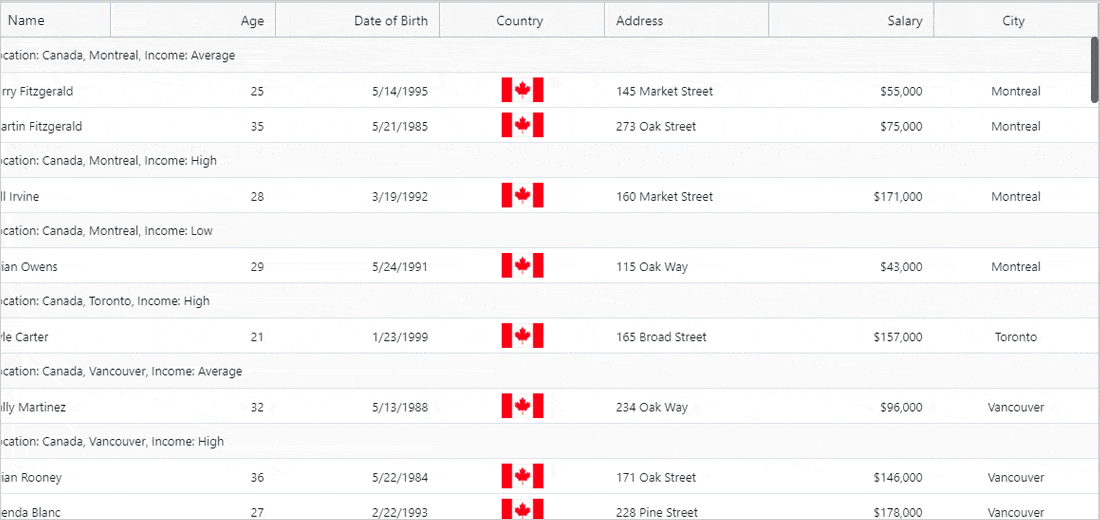 Name Age Date of Birth Country Address Salary City
ocation: Canada, Montreal, Income: Average
rry Fitzgerald 25 5/14/1995 145 Market Street $55,000 Montreal
artin Fitzgerald 35 5/21/1985 273 Oak Street $75,000 Montreal
ocation: Canada, Montreal, Income: High
ll Irvine 28 3/19/1992 160 Market Street $171,000 Montreal
ocation: Canada, Montreal, Income: Low
ian Owens 29 5/24/1991 115 Oak Way $43,000 Montreal
ocation: Canada, Toronto, Income: High
le Carter 21 1/23/1999 165 Broad Street $157,000 Toronto
ocation: Canada, Vancouver, Income: Average
lly Martinez 32 5/13/1988 234 Oak Way $96,000 Vancouver
ocation: Canada, Vancouver, Income: High
ian Rooney 36 5/22/1984 171 Oak Street $146,000 Vancouver
enda Blanc 27 2/22/1993 228 Pine Street $178,000 Vancouver